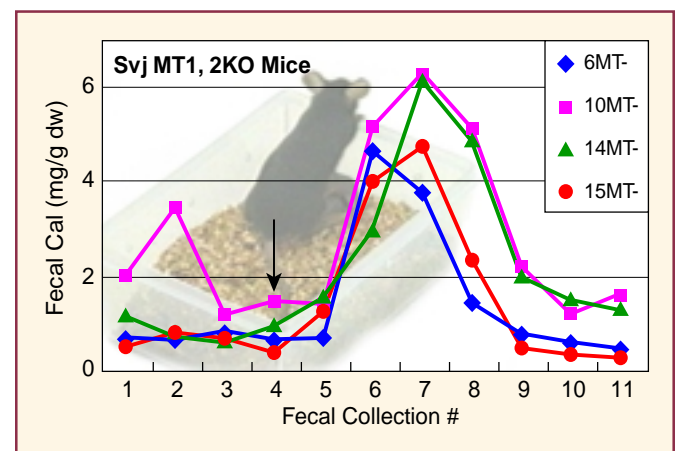 Svj MT1, 2KO Mice
6MT-
10MT-
14MT-
15MT-
Fecal Cal (mg/g dw)
6
4
2
0
1 2 3 4 5 6 7 8 9 10 11
Fecal Collection #